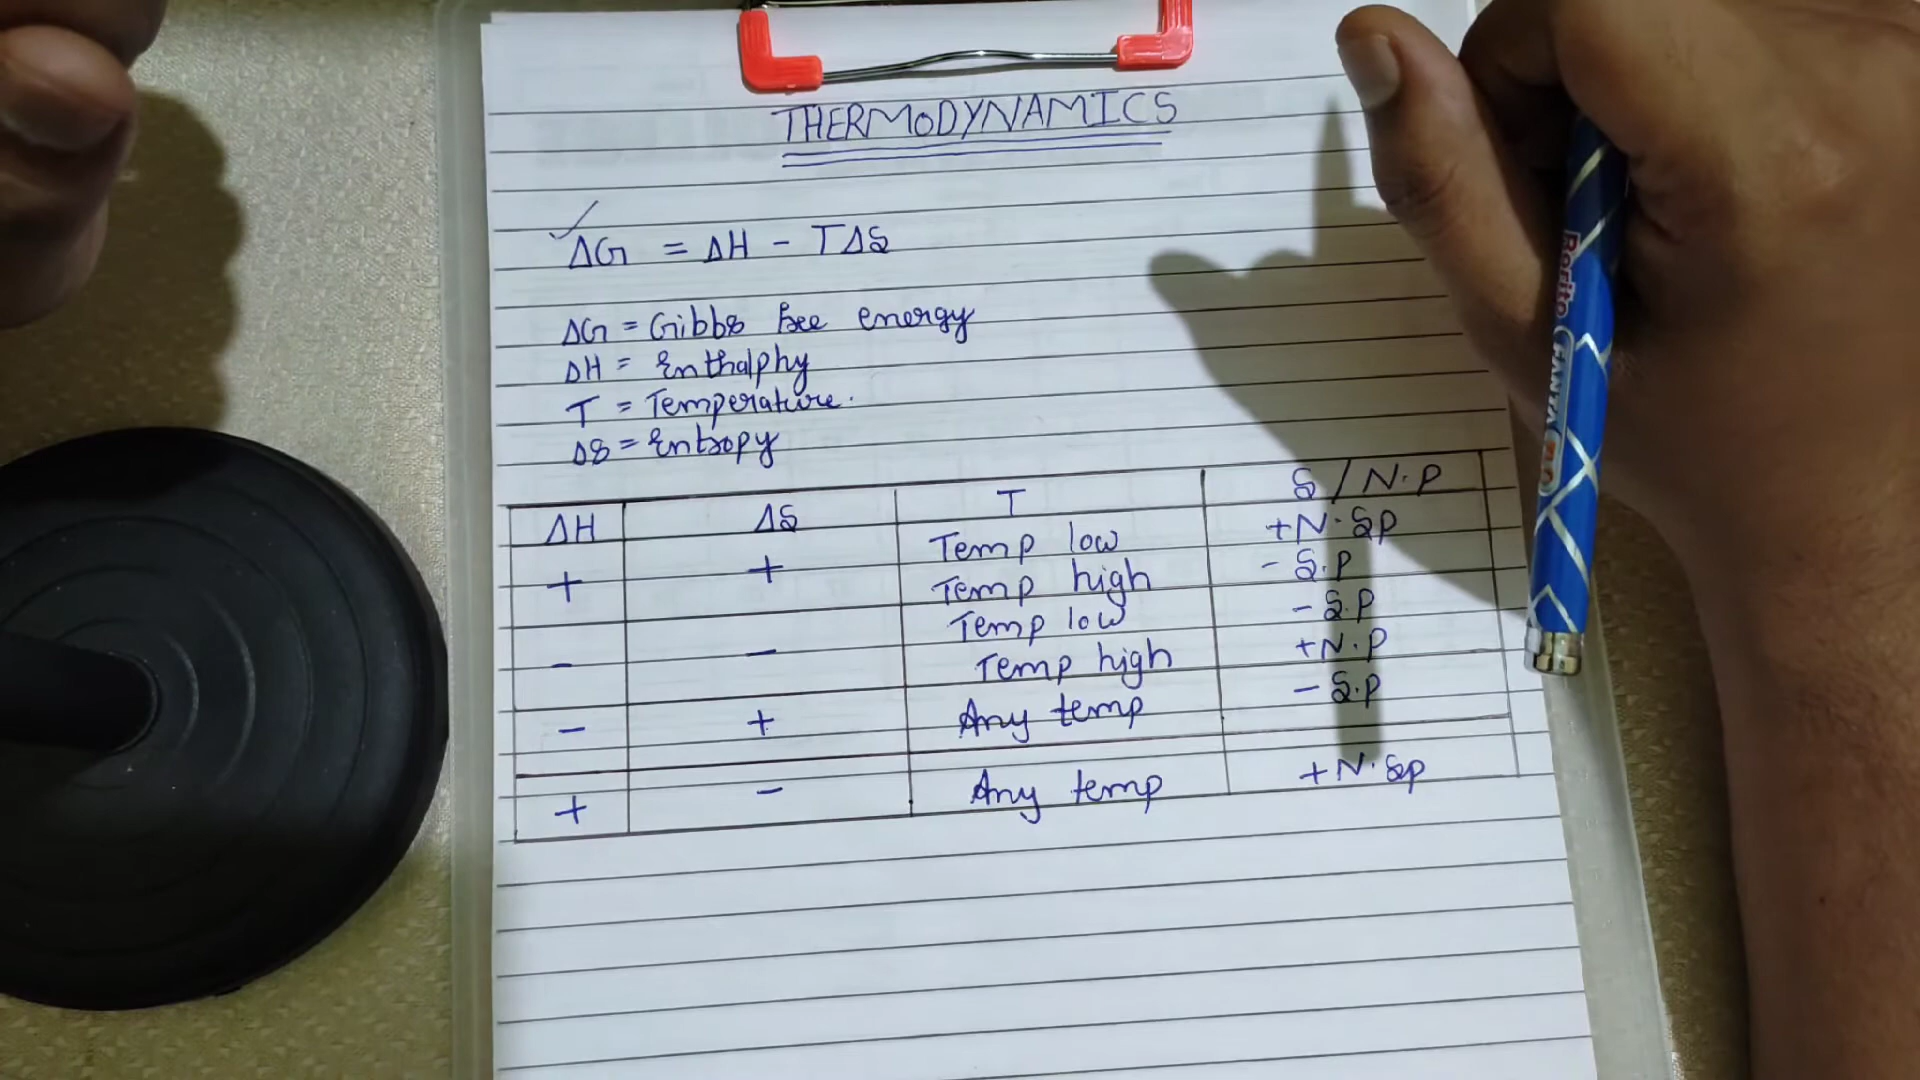 THERMODYNAMICS
ΔG = ΔH - TΔS
ΔG = Gibbs free energy
ΔH = Enthalphy
T = Temperature.
ΔS = Entropy
ΔH ΔS T S / N.P
+ + Temp low +N.Sp
Temp high - S.P
- - Temp low - S.P
Temp high +N.P
- + Any temp - S.P
+ - Any temp +N.Sp
Rorito